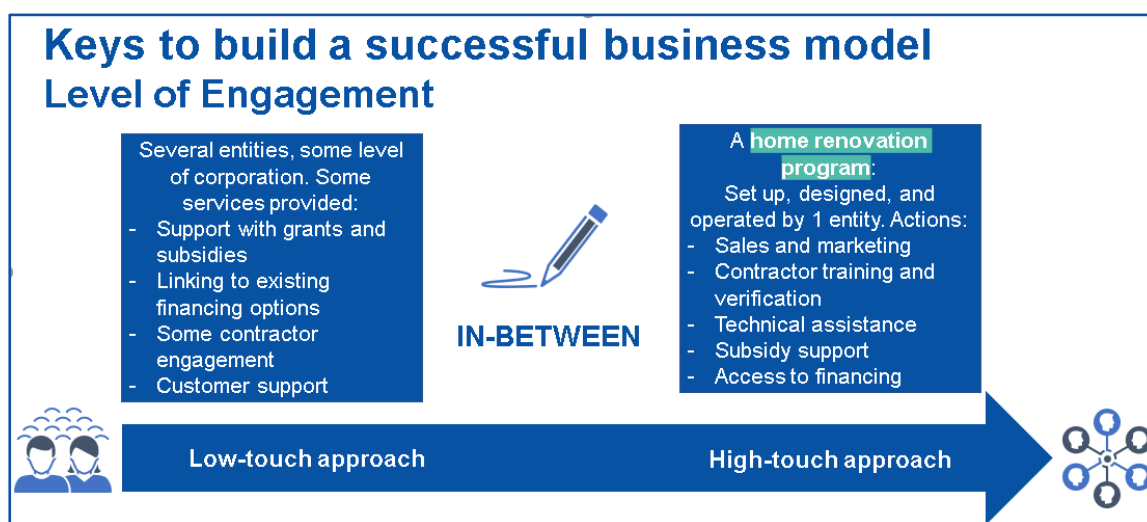 Keys to build a successful business model
Level of Engagement
Several entities, some level
of corporation. Some
services provided:
- Support with grants and
subsidies
- Linking to existing
financing options
- Some contractor
engagement
- Customer support
IN-BETWEEN
A home renovation
program:
Set up, designed, and
operated by 1 entity. Actions:
- Sales and marketing
- Contractor training and
verification
- Technical assistance
- Subsidy support
- Access to financing
Low-touch approach
High-touch approach